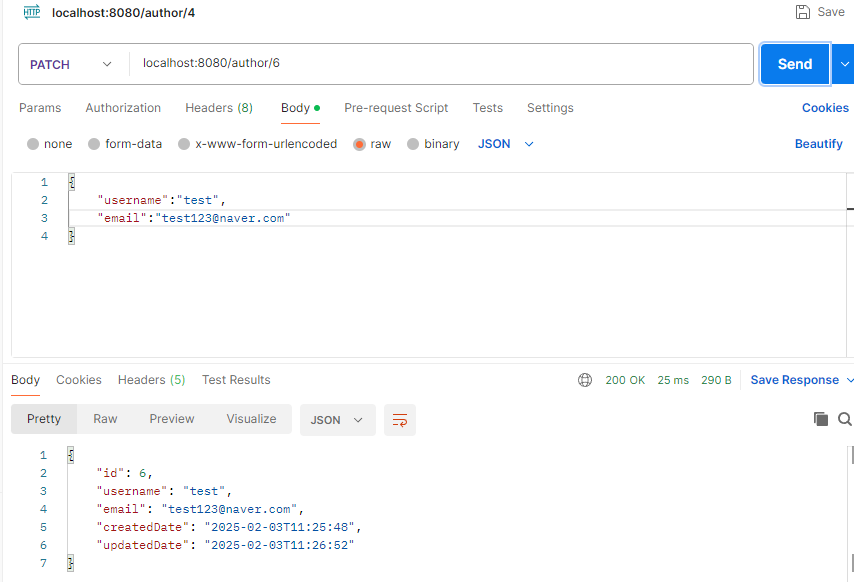 HTTP localhost:8080/author/4 Save
PATCH localhost:8080/author/6 Send
Params Authorization Headers (8) Body Pre-request Script Tests Settings Cookies
none form-data x-www-form-urlencoded raw binary JSON Beautify
1 {
2 "username":"test",
3 "email":"test123@naver.com"
4 }
Body Cookies Headers (5) Test Results 200 OK 25 ms 290 B Save Response
Pretty Raw Preview Visualize JSON
1 {
2 "id": 6,
3 "username": "test",
4 "email": "test123@naver.com",
5 "createdDate": "2025-02-03T11:25:48",
6 "updatedDate": "2025-02-03T11:26:52"
7 }